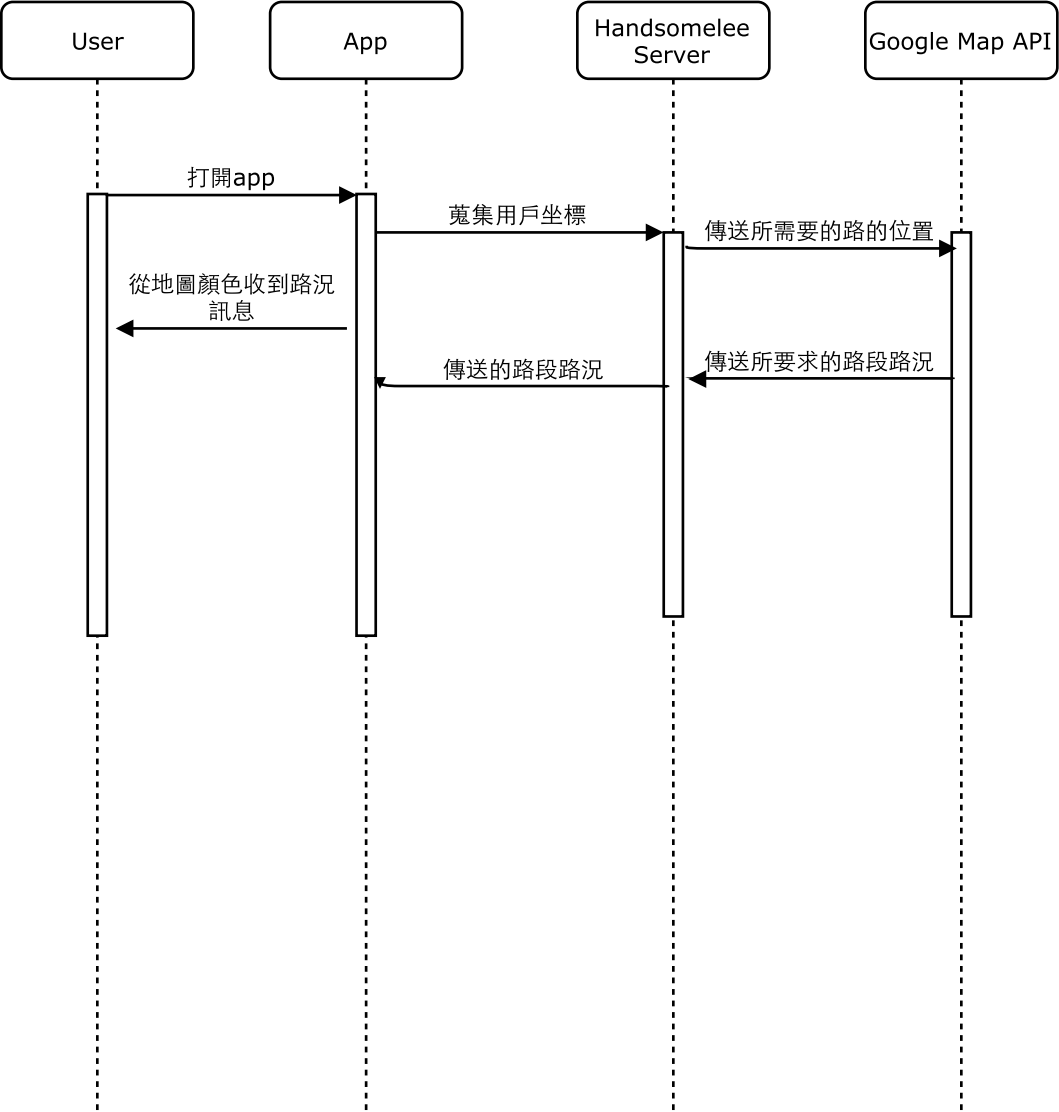 User
App
Handsomelee
Server
Google Map API
打開app
蒐集用戶坐標
傳送所需要的路的位置
從地圖顏色收到路況
訊息
傳送的路段路況
傳送所要求的路段路況